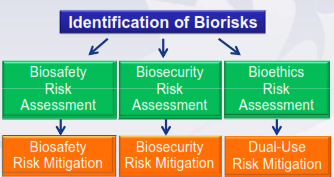 Identification of Biorisks
Biosafety
Risk
Assessment
Biosecurity
Risk
Assessment
Bioethics
Risk
Assessment
Biosafety
Risk Mitigation
Biosecurity
Risk Mitigation
Dual-Use
Risk Mitigation